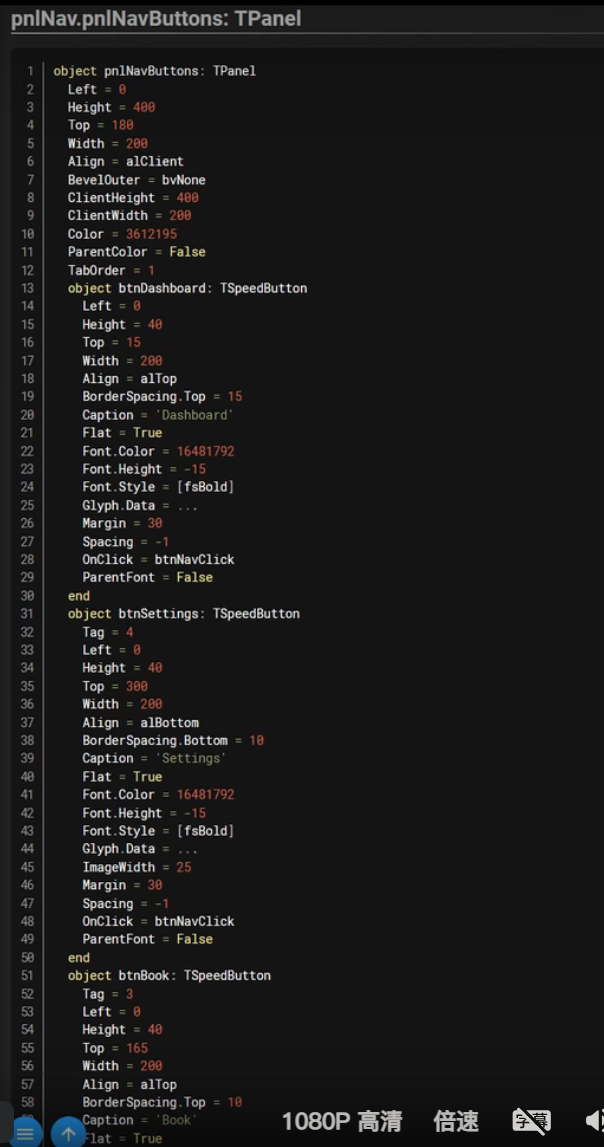 pnlNav.pnlNavButtons: TPanel
1 object pnlNavButtons: TPanel
2 Left = 0
3 Height = 400
4 Top = 180
5 Width = 200
6 Align = alClient
7 BevelOuter = bvNone
8 ClientHeight = 400
9 ClientWidth = 200
10 Color = 3612195
11 ParentColor = False
12 TabOrder = 1
13 object btnDashboard: TSpeedButton
14 Left = 0
15 Height = 40
16 Top = 15
17 Width = 200
18 Align = alTop
19 BorderSpacing.Top = 15
20 Caption = 'Dashboard'
21 Flat = True
22 Font.Color = 16481792
23 Font.Height = -15
24 Font.Style = [fsBold]
25 Glyph.Data = ...
26 Margin = 30
27 Spacing = -1
28 OnClick = btnNavClick
29 ParentFont = False
30 end
31 object btnSettings: TSpeedButton
32 Tag = 4
33 Left = 0
34 Height = 40
35 Top = 300
36 Width = 200
37 Align = alBottom
38 BorderSpacing.Bottom = 10
39 Caption = 'Settings'
40 Flat = True
41 Font.Color = 16481792
42 Font.Height = -15
43 Font.Style = [fsBold]
44 Glyph.Data = ...
45 ImageWidth = 25
46 Margin = 30
47 Spacing = -1
48 OnClick = btnNavClick
49 ParentFont = False
50 end
51 object btnBook: TSpeedButton
52 Tag = 3
53 Left = 0
54 Height = 40
55 Top = 165
56 Width = 200
57 Align = alTop
58 BorderSpacing.Top = 10
Caption = 'Book'
Flat = True
1080P 高清 倍速 字幕